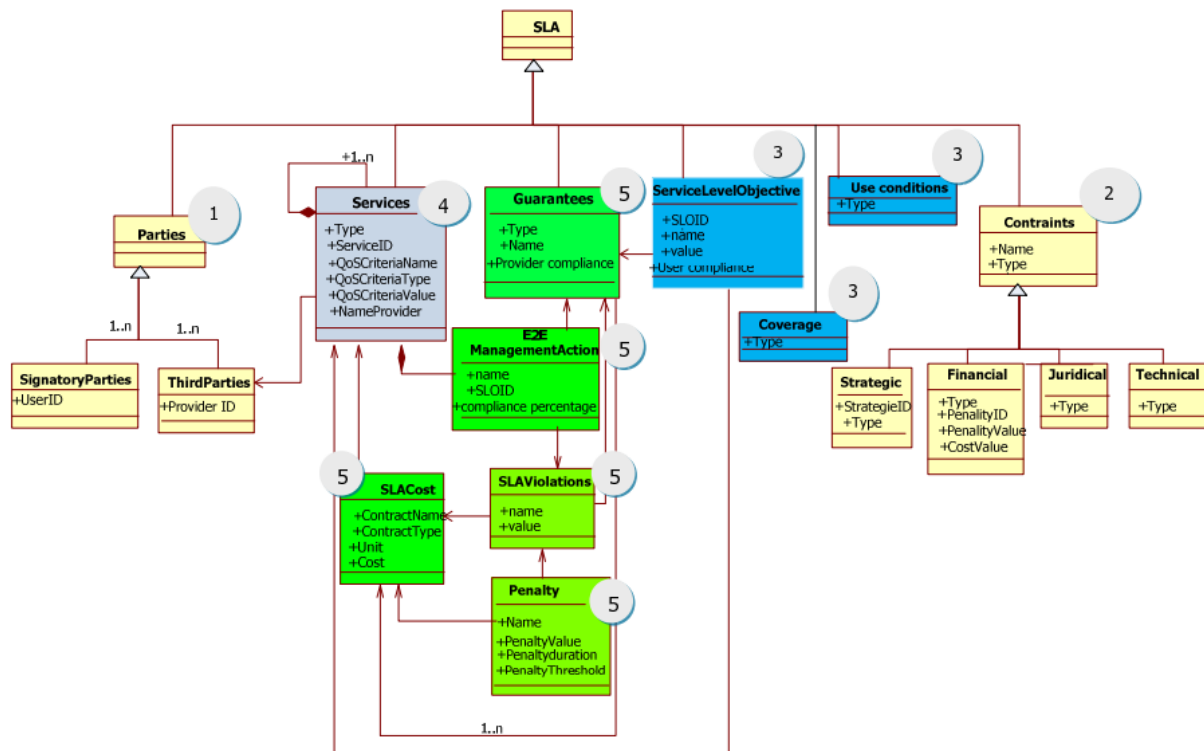 SLA
3
3
+1..n
5
ServiceLevelObjective
Use conditions
+Type
Services
4
Guarantees
2
1
+SLOID
+name
+value
+User compliance
Contraints
+Name
+Type
Parties
+Type
+ServiceID
+QoSCriteriaName
+QoSCriteriaType
+QoSCriteriaValue
+NameProvider
+Type
+Name
+Provider compliance
3
Coverage
+Type
1..n
1..n
E2E
ManagementAction
5
+name
+SLOID
+compliance percentage
SignatoryParties
+UserID
ThirdParties
+Provider ID
Strategic
+StrategieID
+Type
Financial
+Type
+PenalityID
+PenalityValue
+CostValue
Juridical
+Type
Technical
+Type
5
SLACost
+ContractName
+ContractType
+Unit
+Cost
SLAViolations
5
+name
+value
Penalty
5
+Name
+PenaltyValue
+Penaltyduration
+PenaltyThreshold
1..n